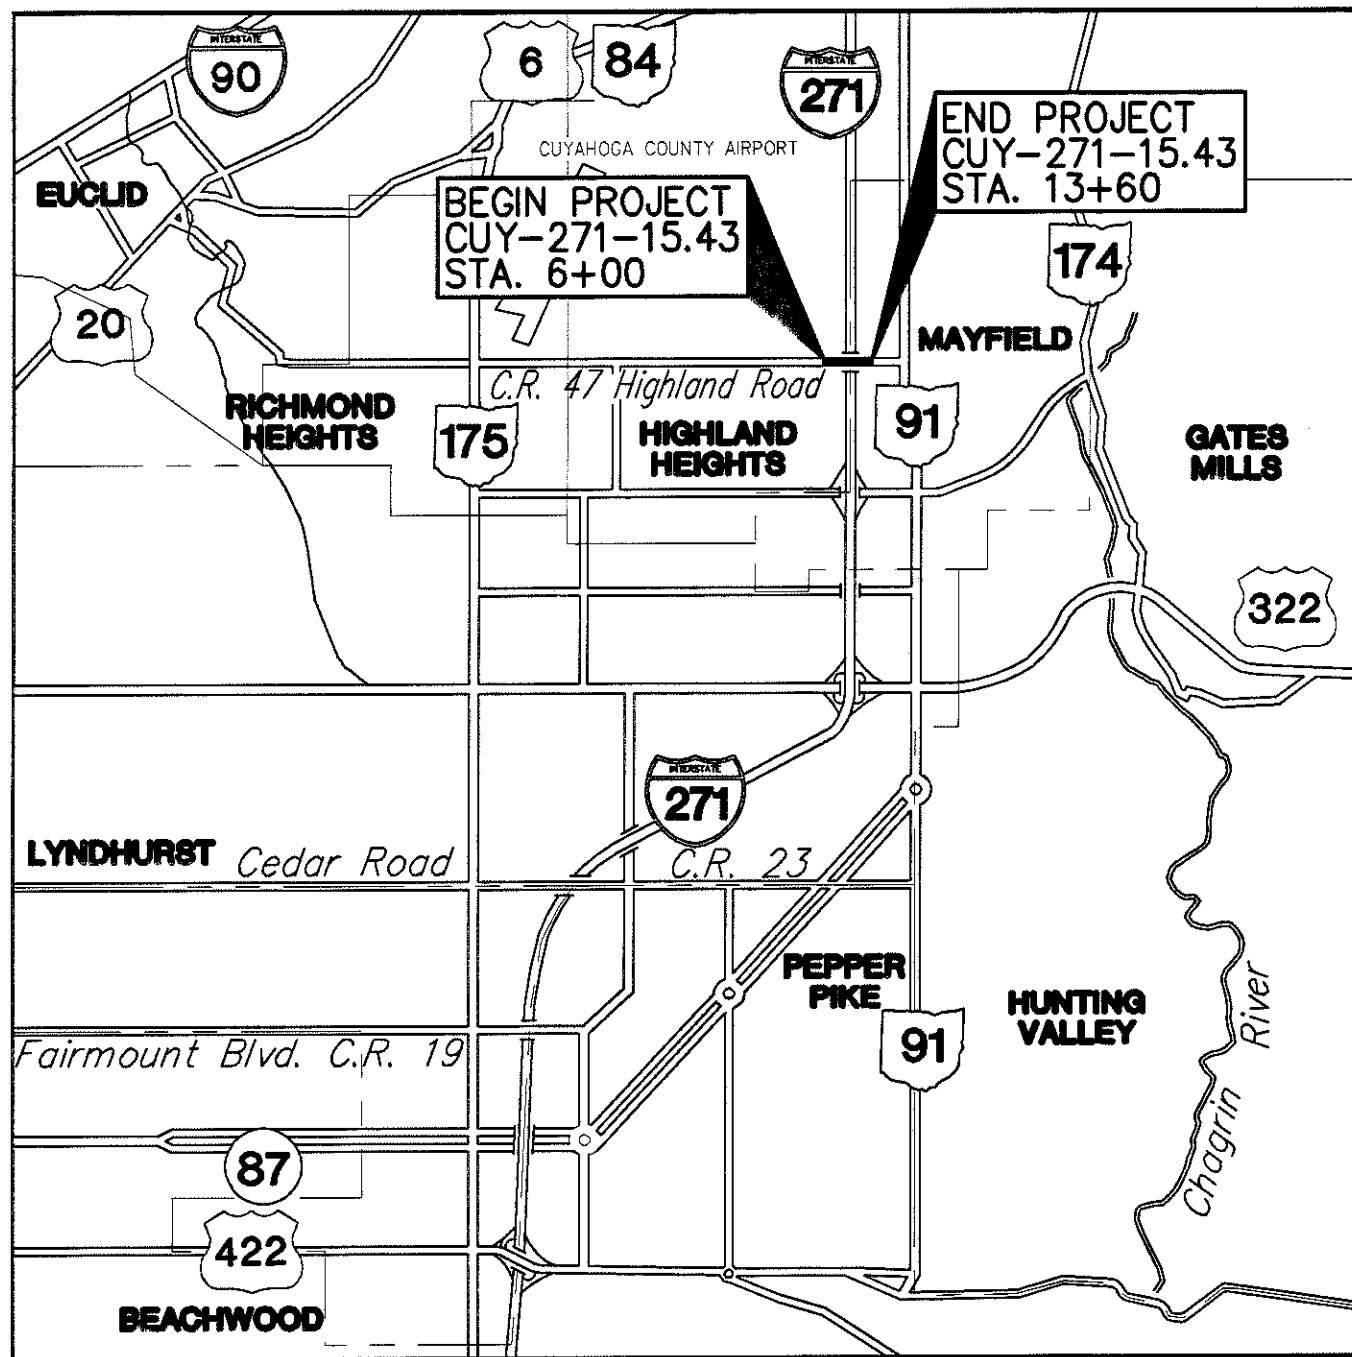 INTERSTATE
90
6
84
INTERSTATE
271
END PROJECT
CUY-271-15.43
STA. 13+60
CUYAHOGA COUNTY AIRPORT
EUCLID
BEGIN PROJECT
CUY-271-15.43
STA. 6+00
174
20
MAYFIELD
C.R. 47 Highland Road
RICHMOND
HEIGHTS
175
HIGHLAND
HEIGHTS
91
GATES
MILLS
322
INTERSTATE
271
LYNDHURST
Cedar Road
C.R. 23
PEPPER
PIKE
HUNTING
VALLEY
Chagrin River
91
Fairmount Blvd. C.R. 19
87
422
BEACHWOOD